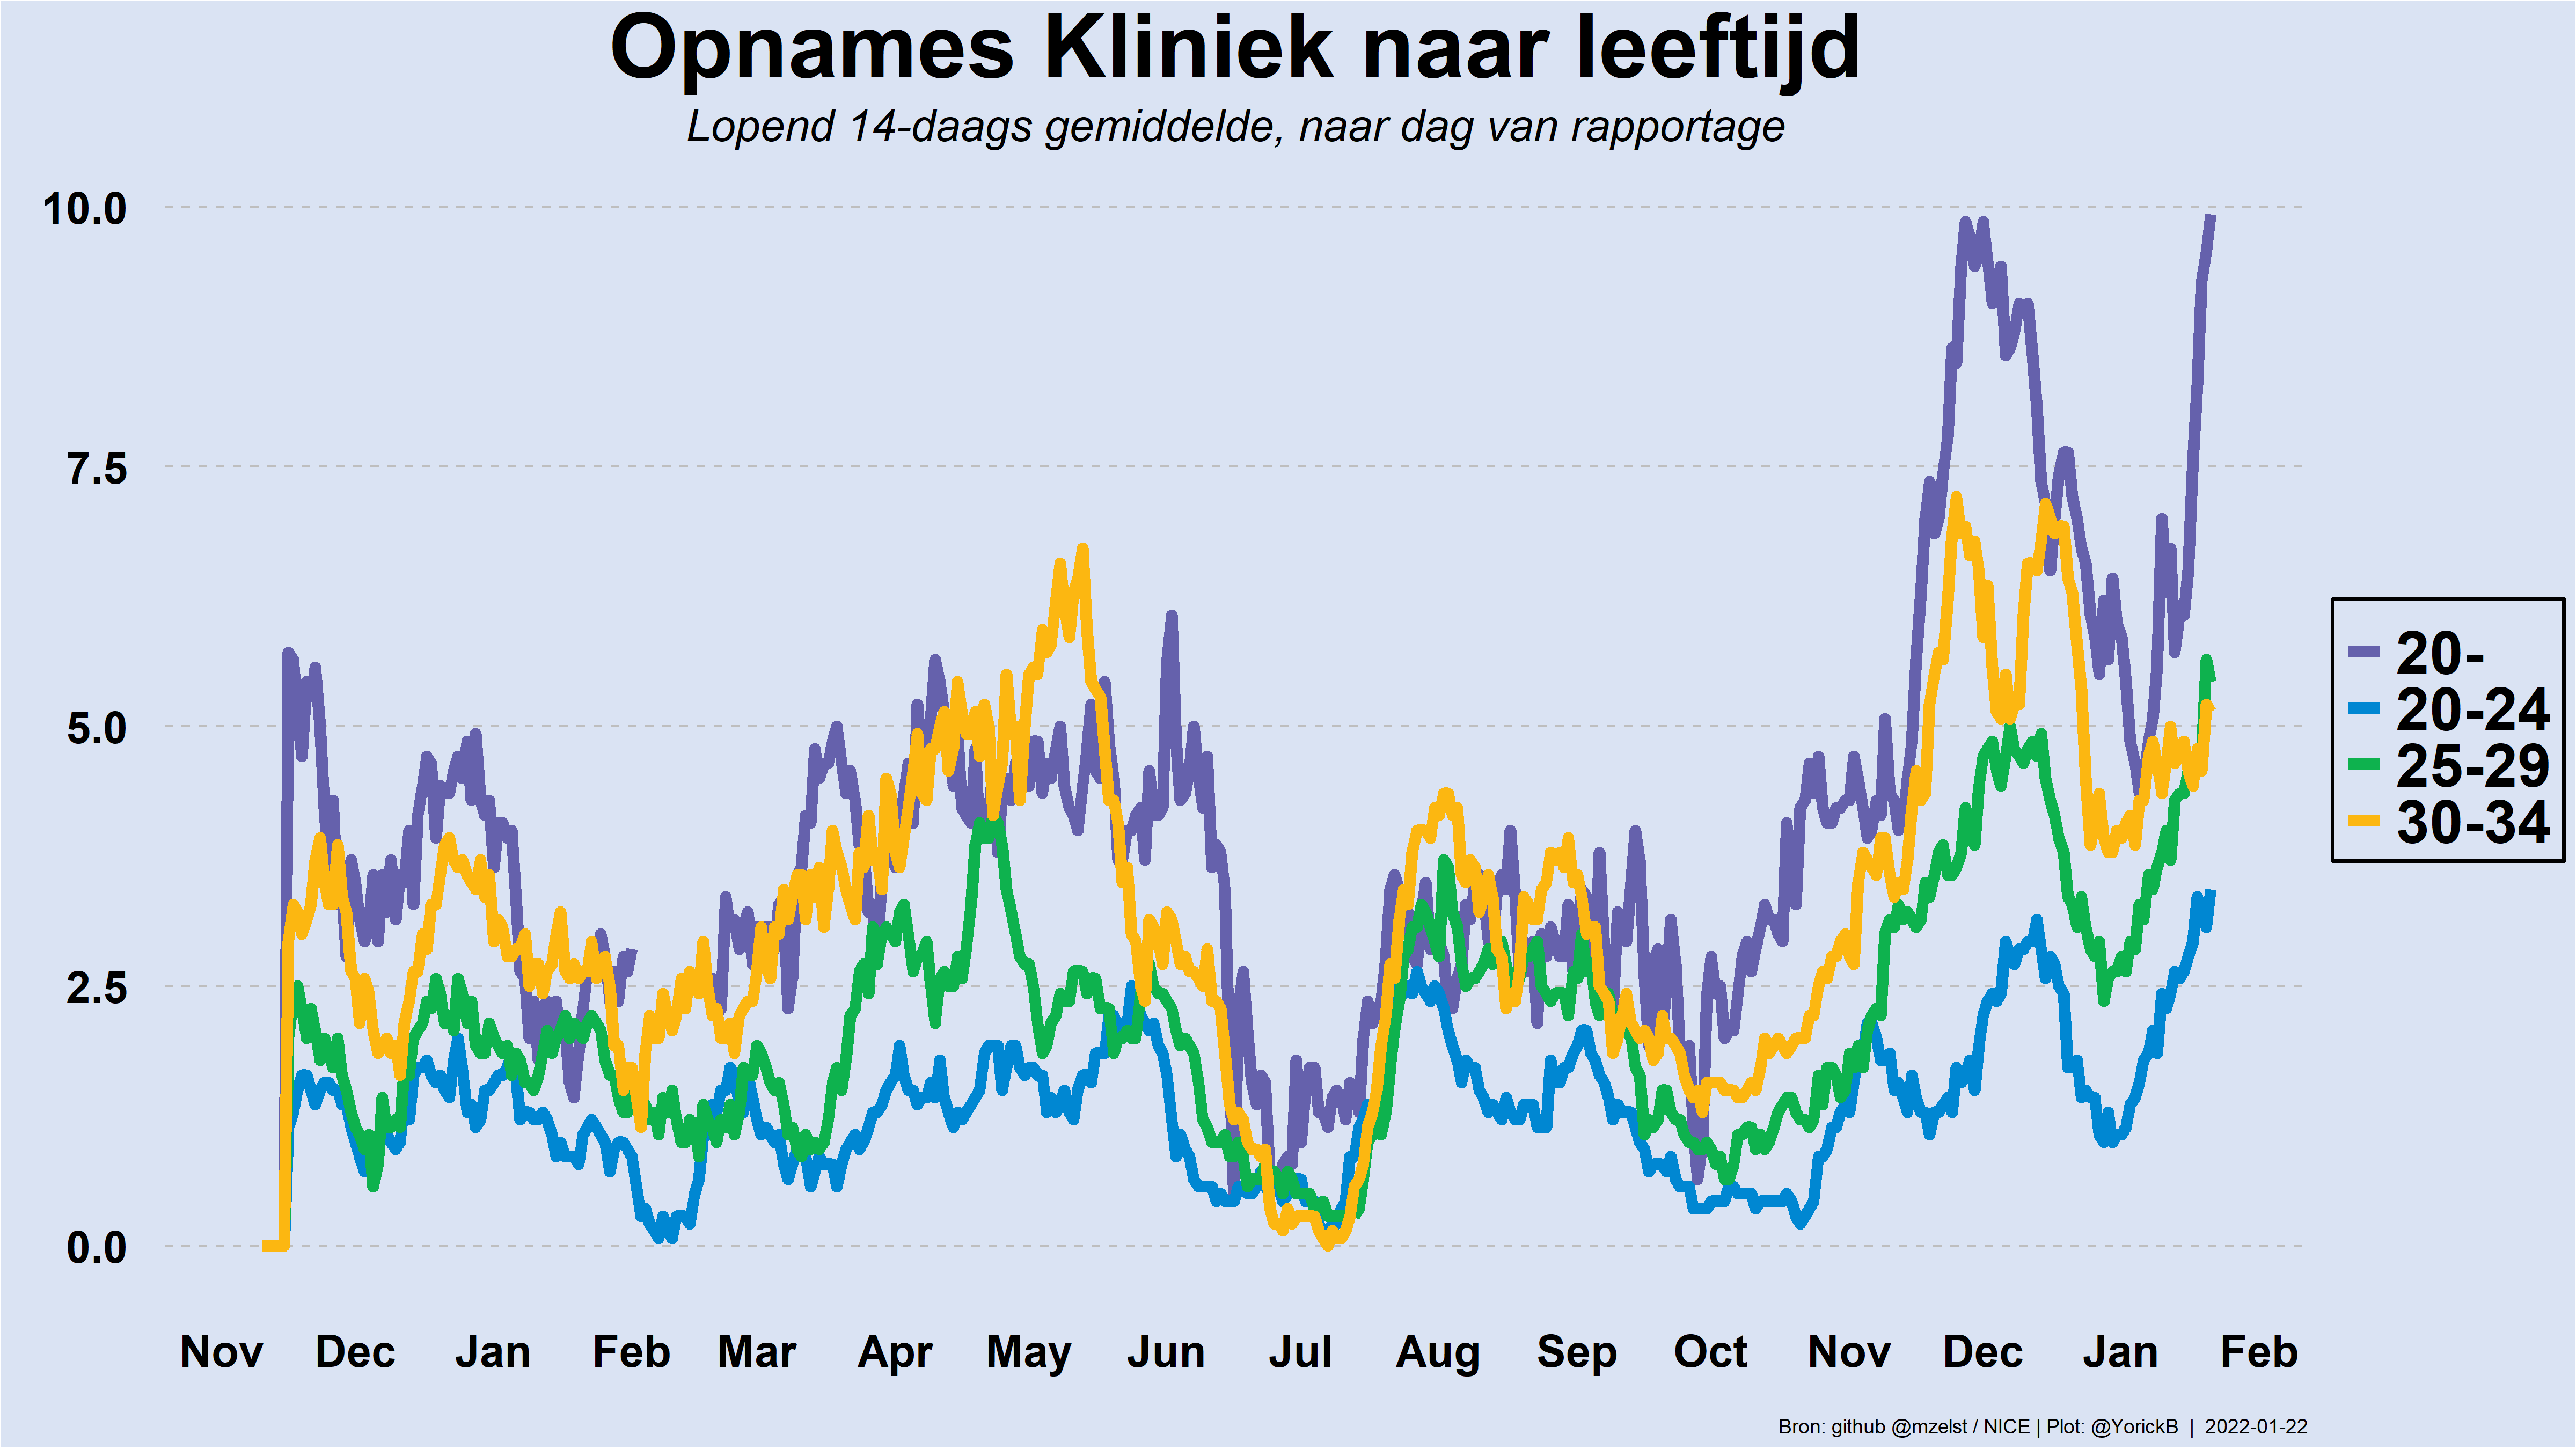 Opnames Kliniek naar leeftijd
Lopend 14-daags gemiddelde, naar dag van rapportage
10.0
7.5
5.0
2.5
0.0
20-
20-24
25-29
30-34
Nov Dec Jan Feb Mar Apr May Jun Jul Aug Sep Oct Nov Dec Jan Feb
Bron: github @mzelst / NICE | Plot: @YorickB | 2022-01-22